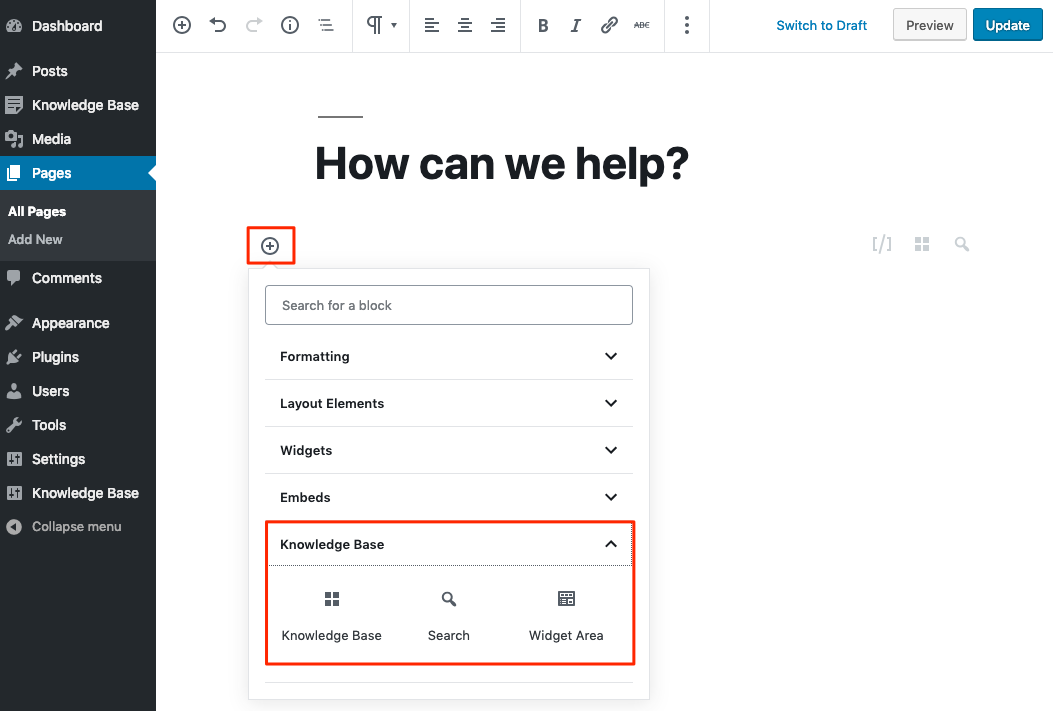 Dashboard
Posts
Knowledge Base
Media
Pages
All Pages
Add New
Comments
Appearance
Plugins
Users
Tools
Settings
Knowledge Base
Collapse menu
B I ABC
Switch to Draft
Preview
Update
How can we help?
[/]
Search for a block
Formatting
Layout Elements
Widgets
Embeds
Knowledge Base
Knowledge Base Search Widget Area